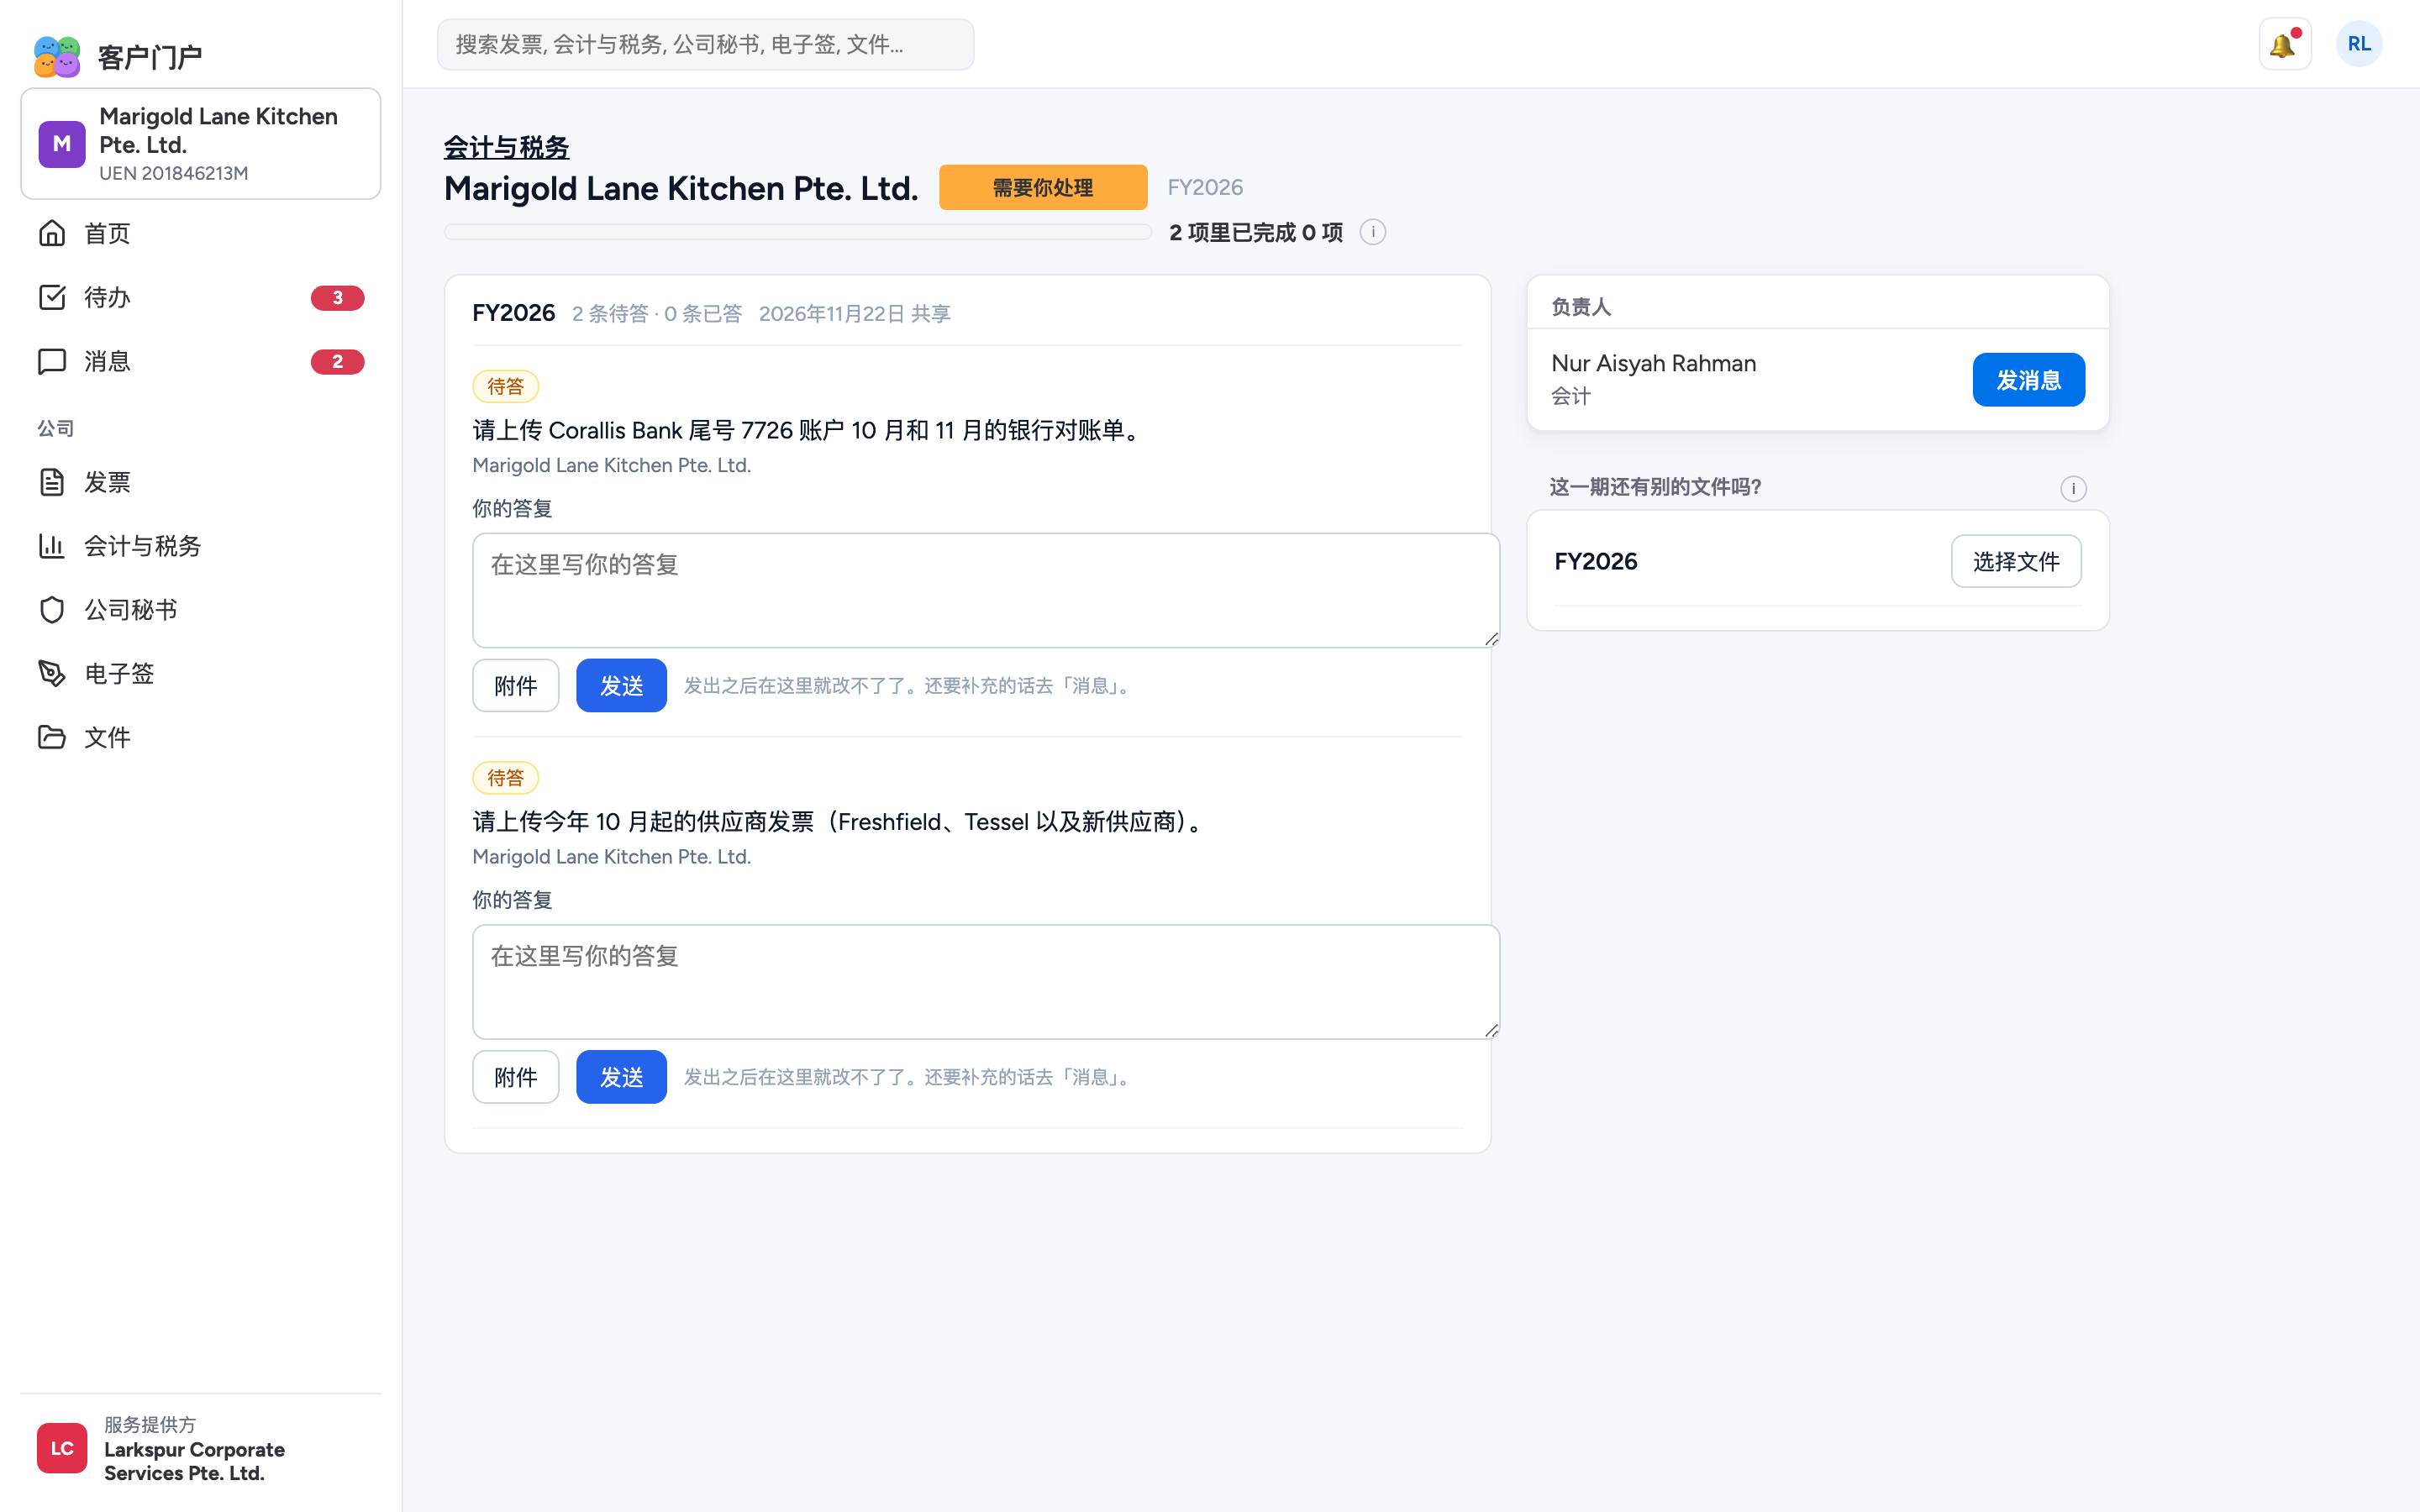 客户门户
M
Marigold Lane Kitchen
Pte. Ltd.
UEN 201846213M
首页
待办
3
消息
2
公司
发票
会计与税务
公司秘书
电子签
文件
LC
服务提供方
Larkspur Corporate
Services Pte. Ltd.
搜索发票, 会计与税务, 公司秘书, 电子签, 文件...
RL
会计与税务
Marigold Lane Kitchen Pte. Ltd.
需要你处理
FY2026
2 项里已完成 0 项
i
FY2026
2 条待答 · 0 条已答
2026年11月22日 共享
待答
请上传 Corallis Bank 尾号 7726 账户 10 月和 11 月的银行对账单。
Marigold Lane Kitchen Pte. Ltd.
你的答复
在这里写你的答复
附件
发送
发出之后在这里就改不了了。还要补充的话去「消息」。
待答
请上传今年 10 月起的供应商发票（Freshfield、Tessel 以及新供应商）。
Marigold Lane Kitchen Pte. Ltd.
你的答复
在这里写你的答复
附件
发送
发出之后在这里就改不了了。还要补充的话去「消息」。
负责人
Nur Aisyah Rahman
会计
发消息
这一期还有别的文件吗?
i
FY2026
选择文件